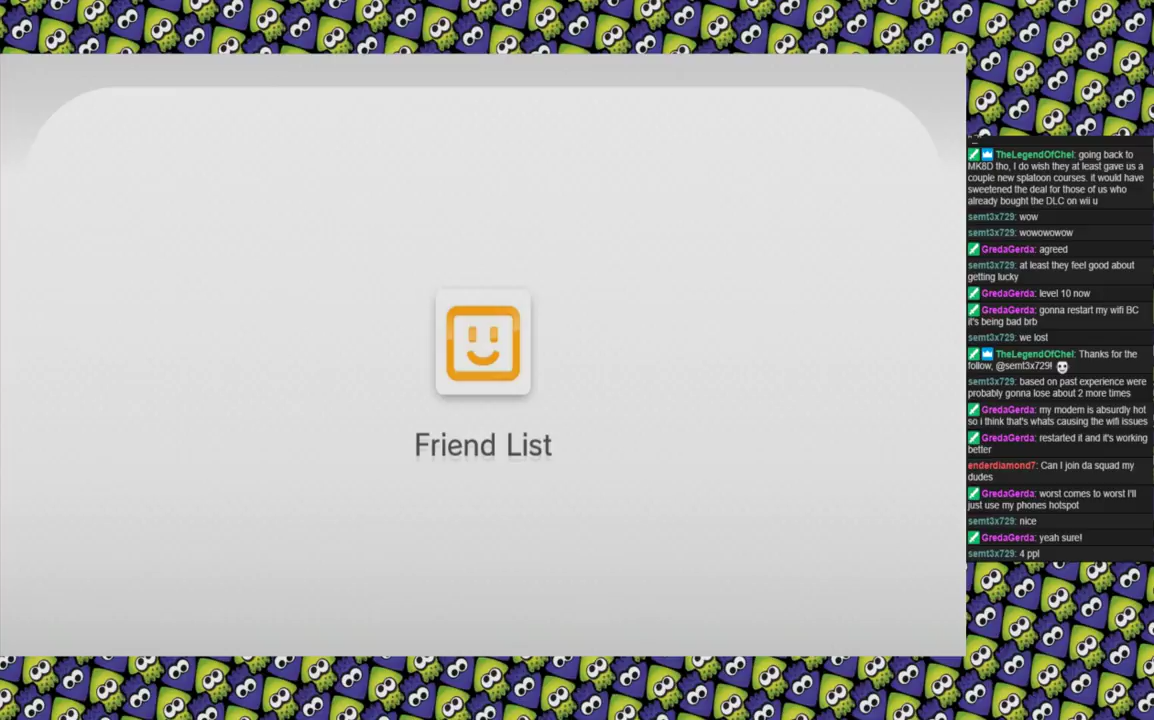 Friend List
TheLegendOfChel: going back to
MK8D tho, I do wish they at least gave us a
couple new splatoon courses. it would have
sweetened the deal for those of us who
already bought the DLC on wii u
semt3x729: wow
semt3x729: wowowowow
GredaGerda: agreed
semt3x729: at least they feel good about
getting lucky
GredaGerda: level 10 now
GredaGerda: gonna restart my wifi BC
it's being bad brb
semt3x729: we lost
TheLegendOfChel: Thanks for the
follow, @semt3x729!
semt3x729: based on past experience were
probably gonna lose about 2 more times
GredaGerda: my modem is absurdly hot
so i think that's whats causing the wifi issues
GredaGerda: restarted it and it's working
better
enderdiamond7: Can I join da squad my
dudes
GredaGerda: worst comes to worst I'll
just use my phones hotspot
semt3x729: nice
GredaGerda: yeah sure!
semt3x729: 4 ppl